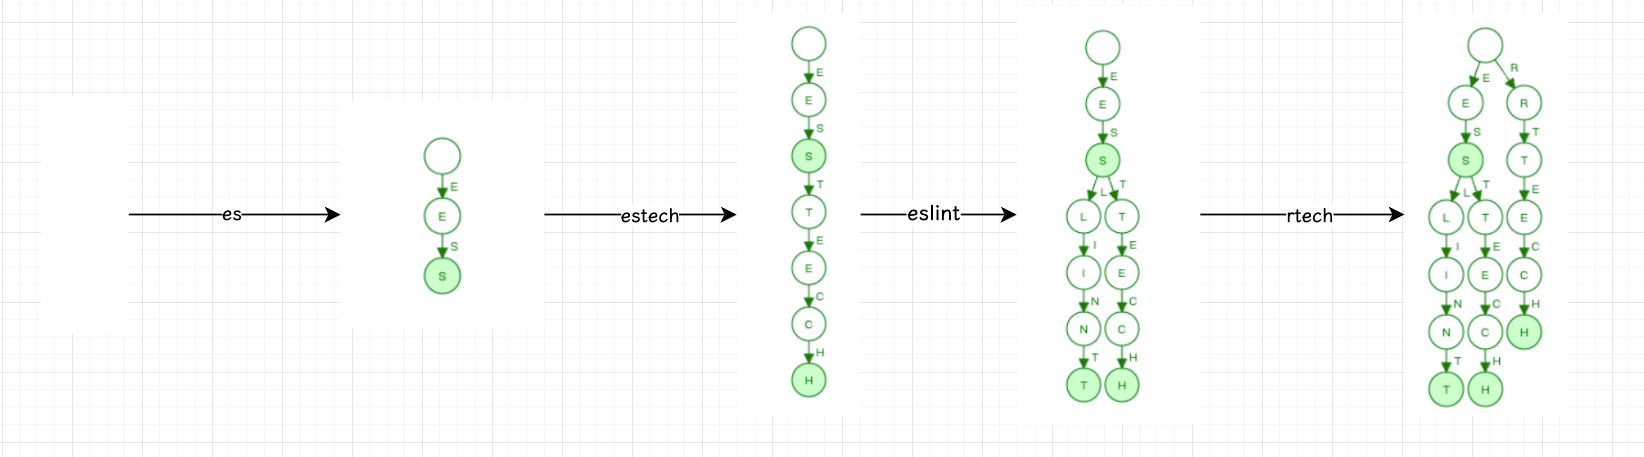 es
E
E
S
S
estech
E
E
S
S
T
T
E
E
C
C
H
H
eslint
E
E
S
S
L T
L T
I E
I E
N C
N C
T H
T H
rtech
E R
E R
S T
S T
L T E
L T E
I E C
I E C
N C H
N C H
T H
T H